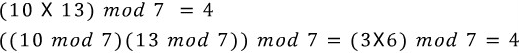 (10 X 13) mod 7 = 4
((10 mod 7)(13 mod 7)) mod 7 = (3X6) mod 7 = 4